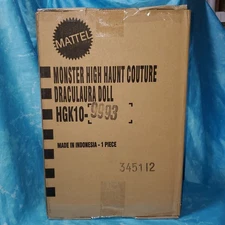 MATTEL
MONSTER HIGH HAUNT COUTURE
DRACULAURA DOLL
HGK10-9993
MADE IN INDONESIA - 1 PIECE
345112